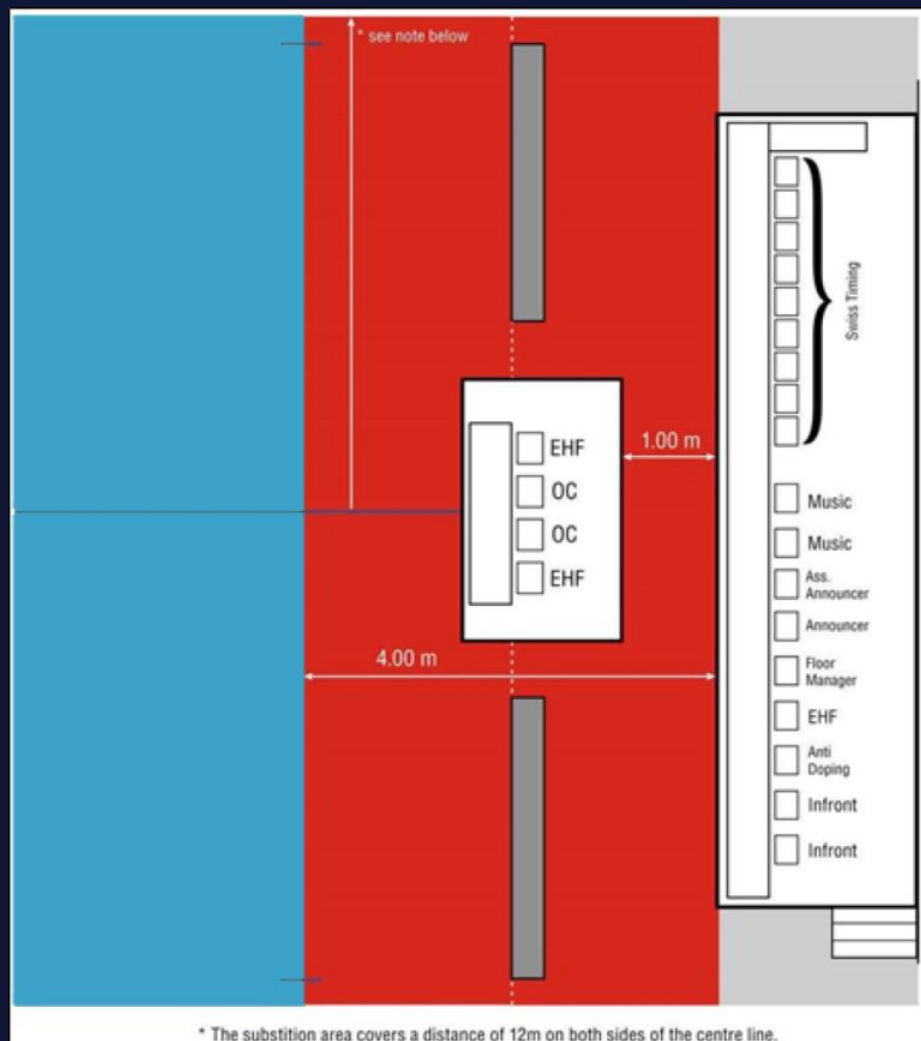 * see note below
Swiss Timing
EHF
OC
OC
EHF
1.00 m
Music
Music
Ass.
Announcer
Announcer
Floor
Manager
EHF
Anti
Doping
Infront
Infront
4.00 m
* The substition area covers a distance of 12m on both sides of the centre line.